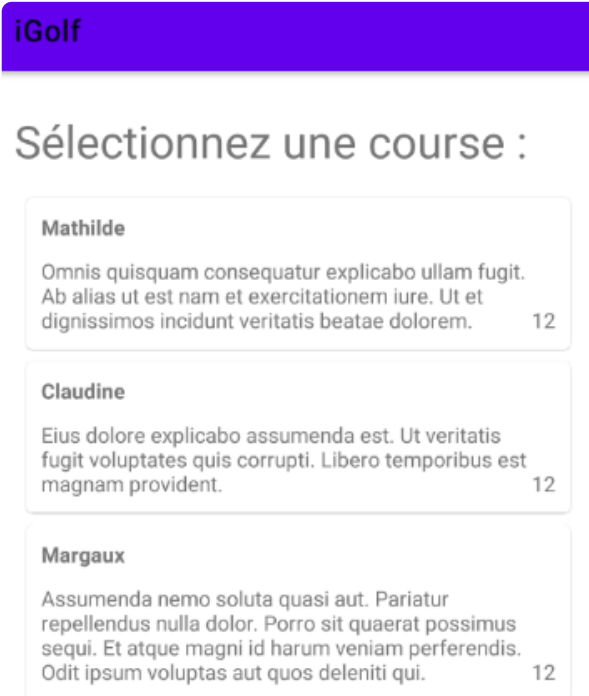 iGolf
Sélectionnez une course :
Mathilde
Omnis quisquam consequatur explicabo ullam fugit.
Ab alias ut est nam et exercitationem iure. Ut et
dignissimos incidunt veritatis beatae dolorem. 12
Claudine
Eius dolore explicabo assumenda est. Ut veritatis
fugit voluptates quis corrupti. Libero temporibus est
magnam provident. 12
Margaux
Assumenda nemo soluta quasi aut. Pariatur
repellendus nulla dolor. Porro sit quaerat possimus
sequi. Et atque magni id harum veniam perferendis.
Odit ipsum voluptas aut quos deleniti qui. 12